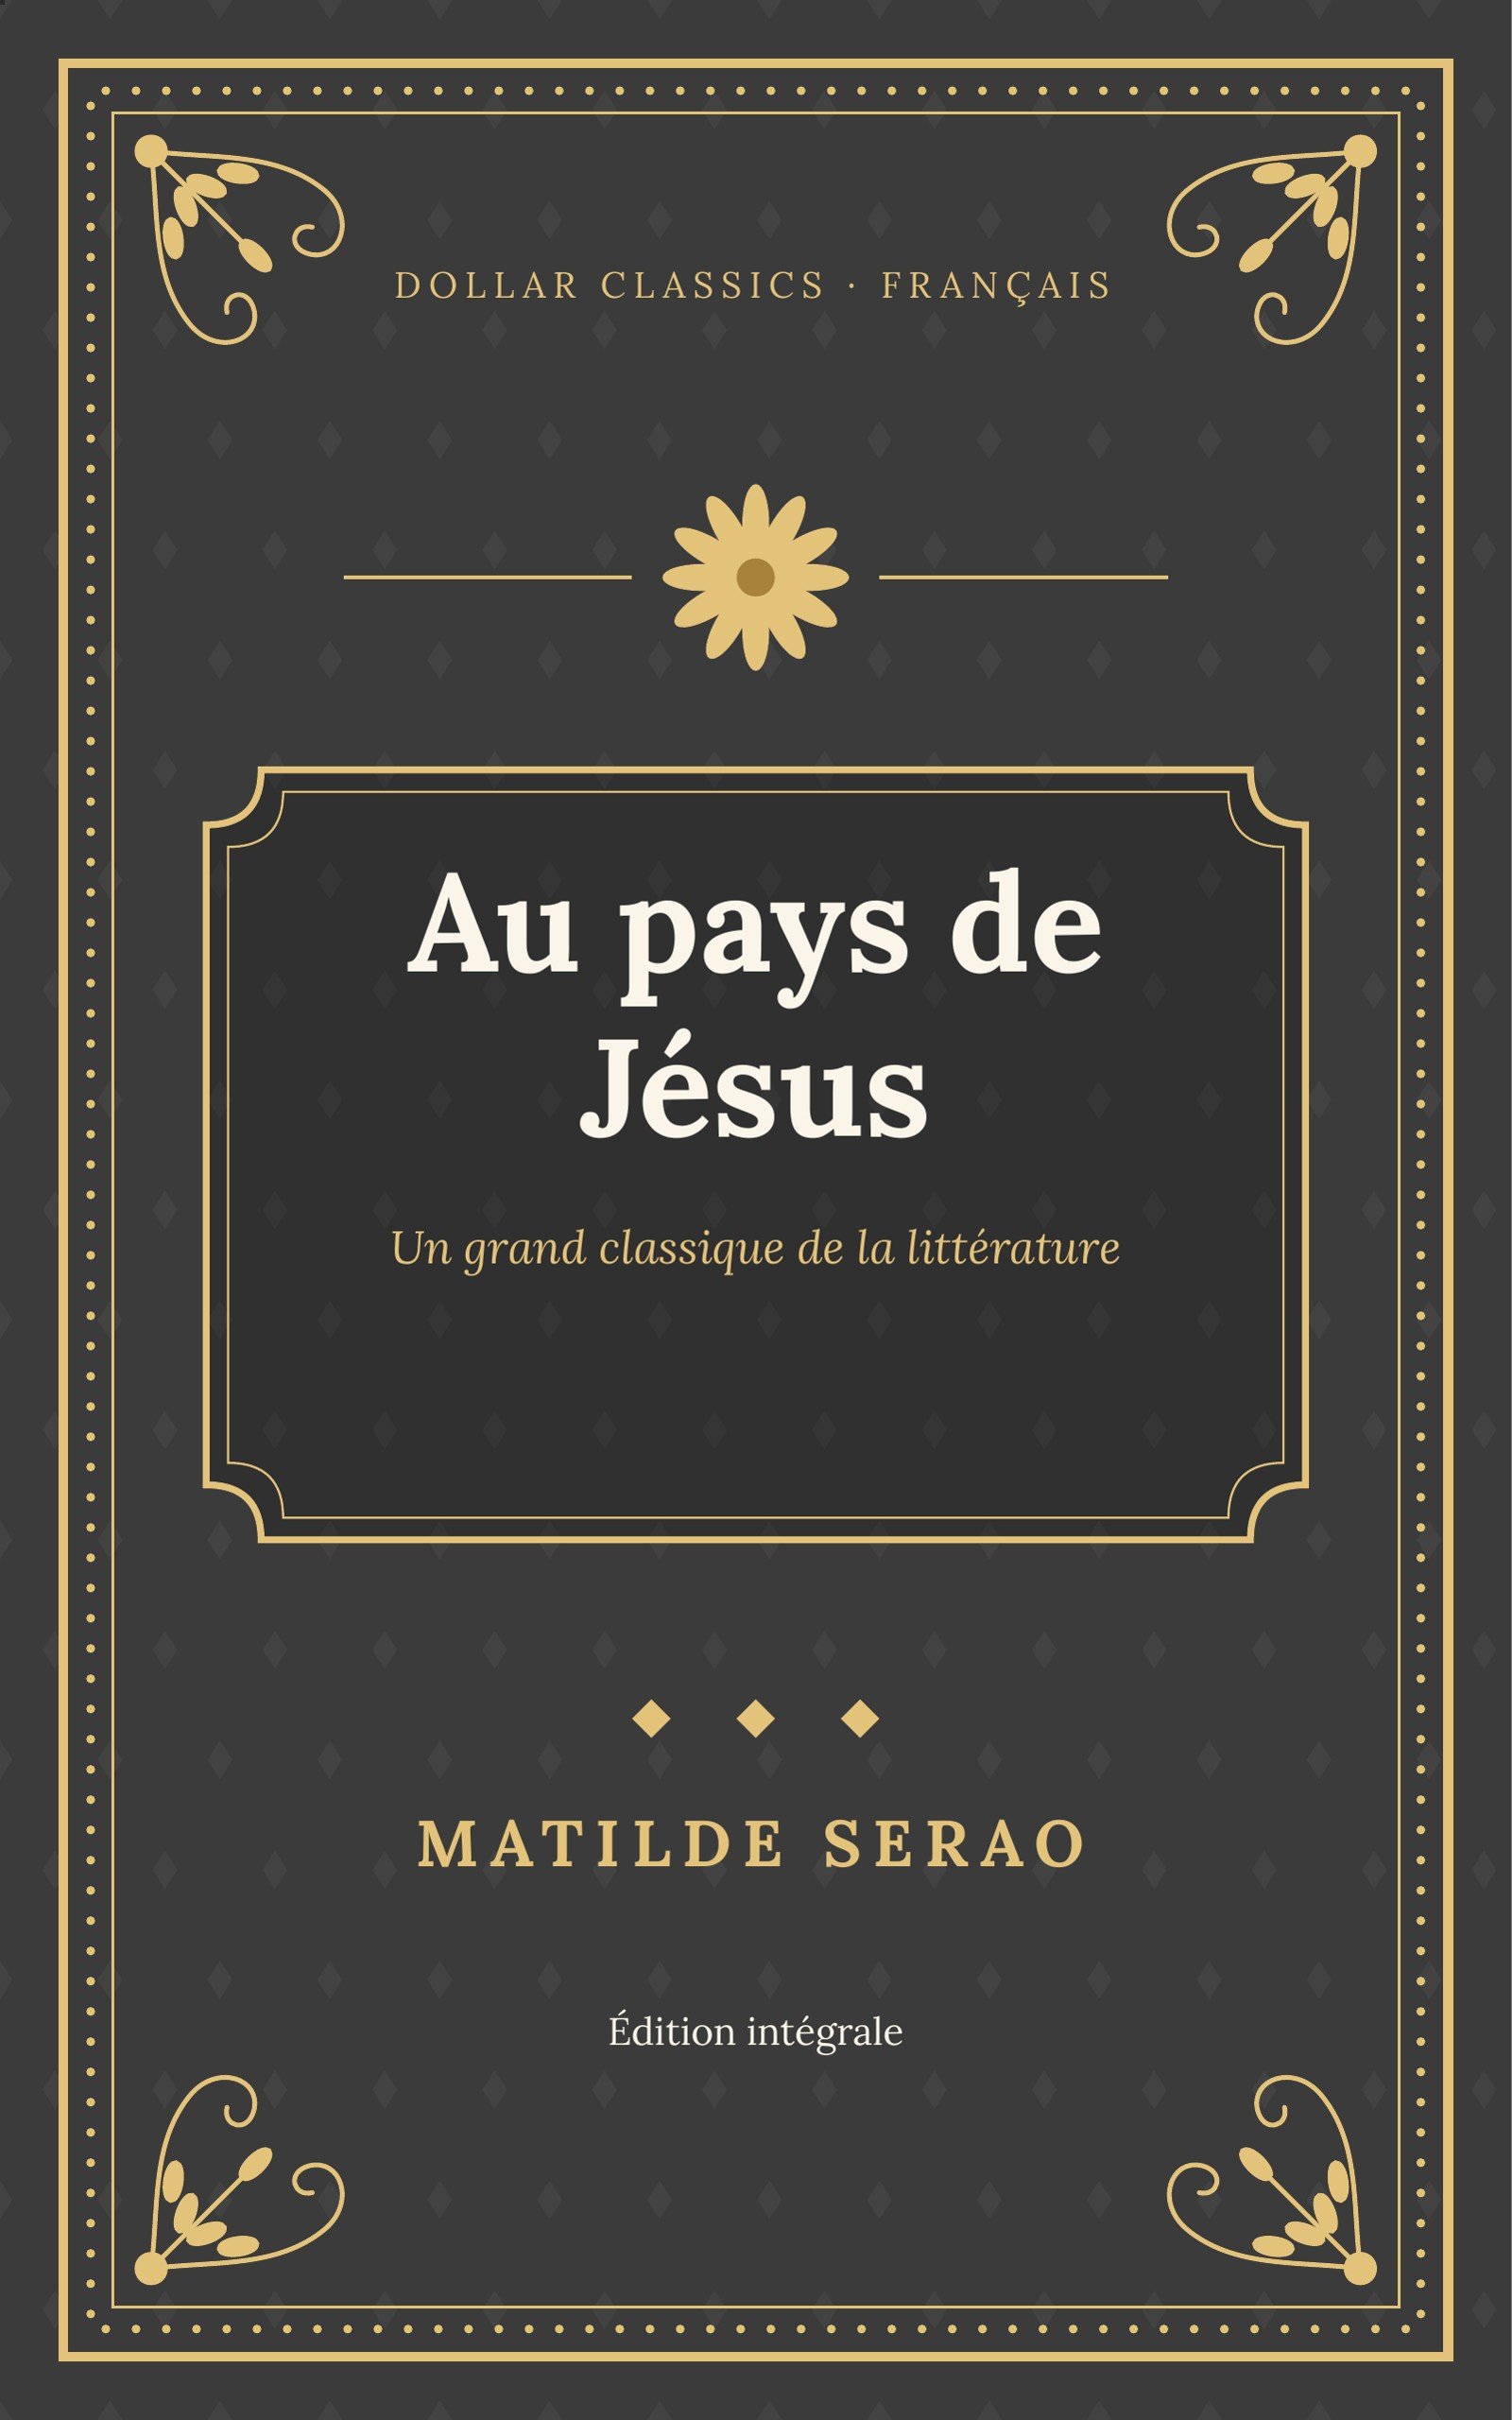 DOLLAR CLASSICS · FRANÇAIS
Au pays de
Jésus
Un grand classique de la littérature
MATILDE SERAO
Édition intégrale